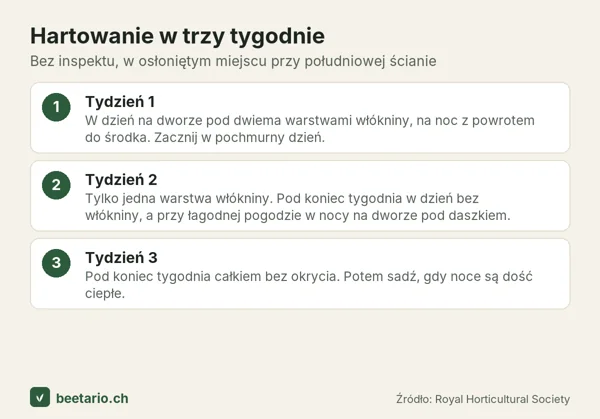 Hartowanie w trzy tygodnie
Bez inspektu, w osłoniętym miejscu przy południowej ścianie
1
Tydzień 1
W dzień na dworze pod dwiema warstwami włókniny, na noc z powrotem
do środka. Zacznij w pochmurny dzień.
2
Tydzień 2
Tylko jedna warstwa włókniny. Pod koniec tygodnia w dzień bez
włókniny, a przy łagodnej pogodzie w nocy na dworze pod daszkiem.
3
Tydzień 3
Pod koniec tygodnia całkiem bez okrycia. Potem sadź, gdy noce są dość
ciepłe.
beetario.ch
Źródło: Royal Horticultural Society